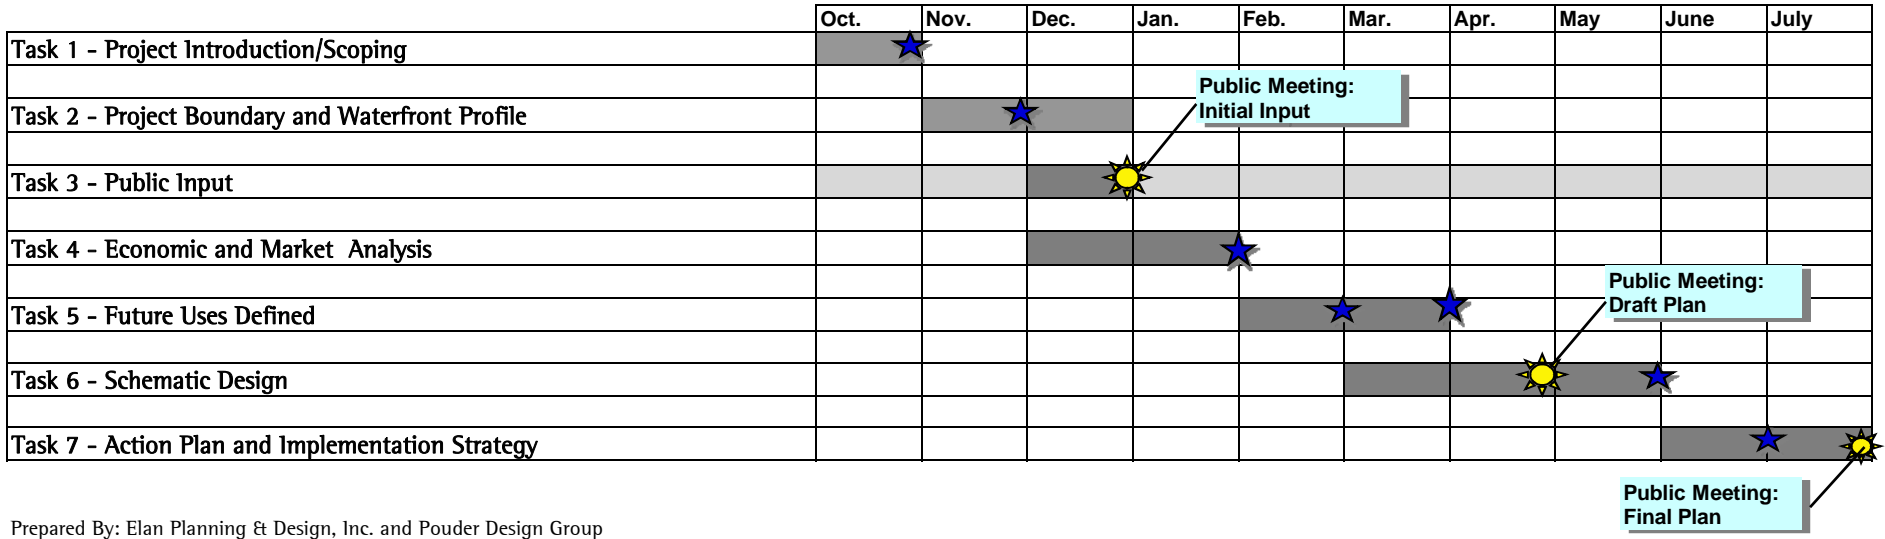 Oct. Nov. Dec. Jan. Feb. Mar. Apr. May June July
Task 1 - Project Introduction/Scoping
Public Meeting:
Initial Input
Task 2 - Project Boundary and Waterfront Profile
Task 3 - Public Input
Task 4 - Economic and Market  Analysis
Public Meeting:
Draft Plan
Task 5 - Future Uses Defined
Task 6 - Schematic Design
Task 7 - Action Plan and Implementation Strategy
Public Meeting:
Final Plan
Prepared By: Elan Planning & Design, Inc. and Pouder Design Group